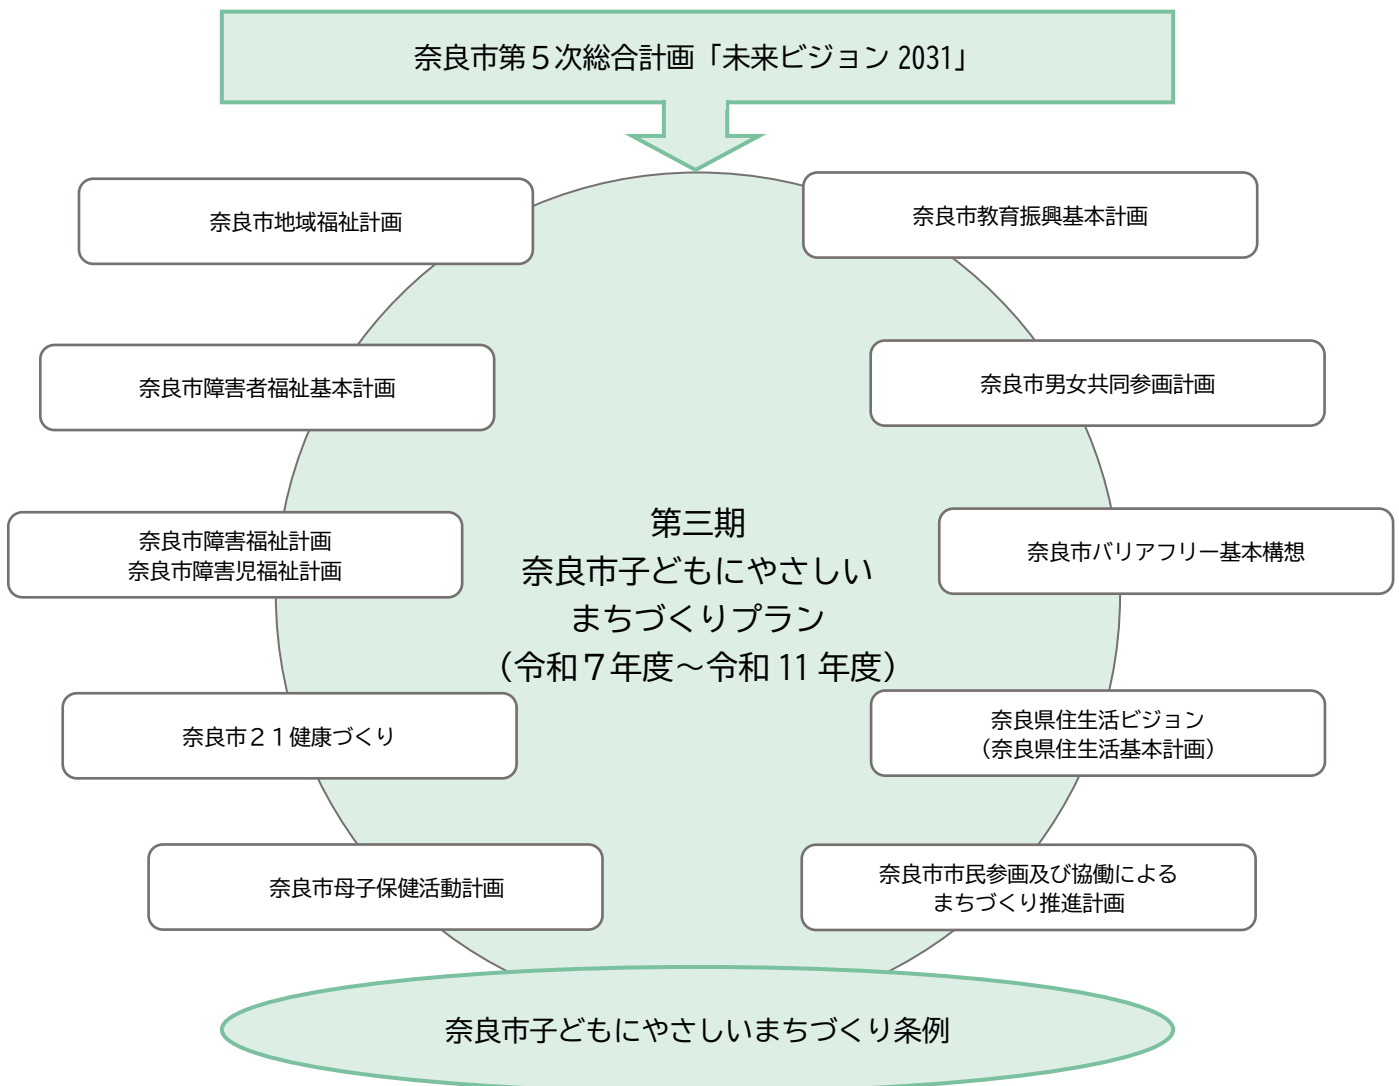 奈良市第５次総合計画「未来ビジョン 2031」
奈良市地域福祉計画
奈良市教育振興基本計画
奈良市障害者福祉基本計画
奈良市男女共同参画計画
奈良市障害福祉計画
奈良市障害児福祉計画
第三期
奈良市子どもにやさしい
まちづくりプラン
（令和７年度～令和 11 年度）
奈良市バリアフリー基本構想
奈良市２１健康づくり
奈良県住生活ビジョン
（奈良県住生活基本計画）
奈良市母子保健活動計画
奈良市市民参画及び協働による
まちづくり推進計画
奈良市子どもにやさしいまちづくり条例